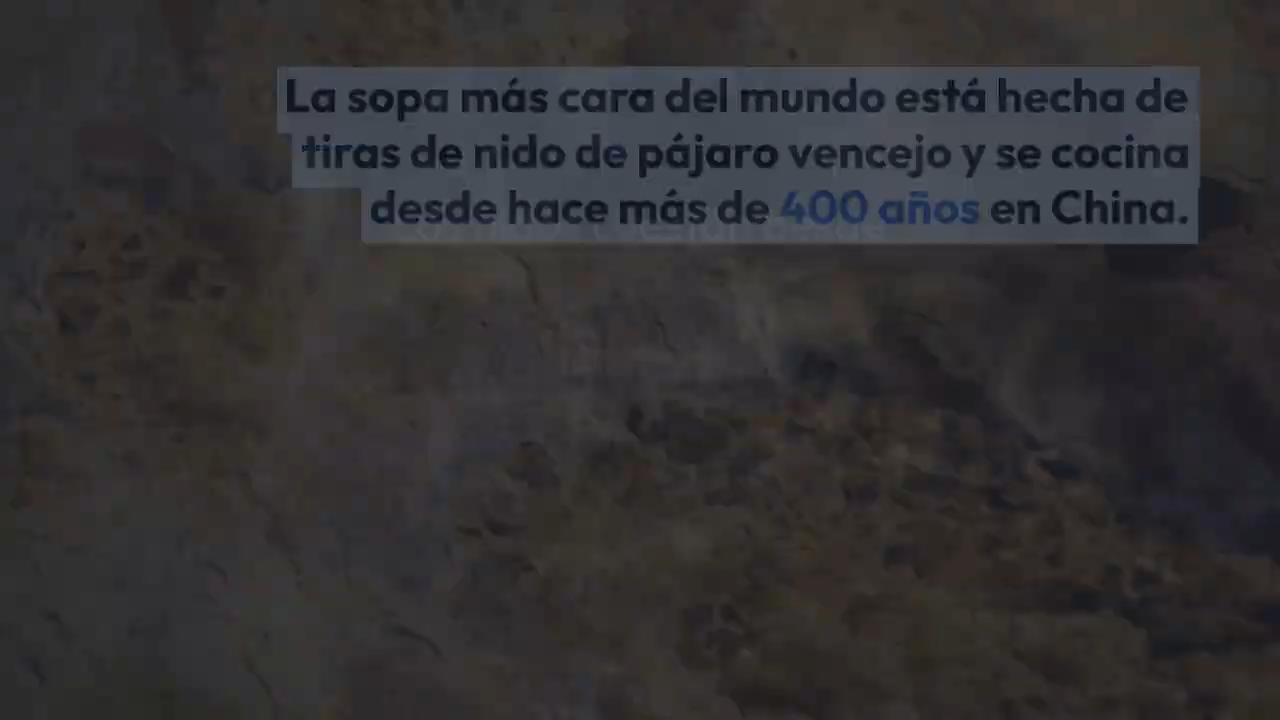 La sopa más cara del mundo está hecha de
tiras de nido de pájaro vencejo y se cocina
desde hace más de 400 años en China.